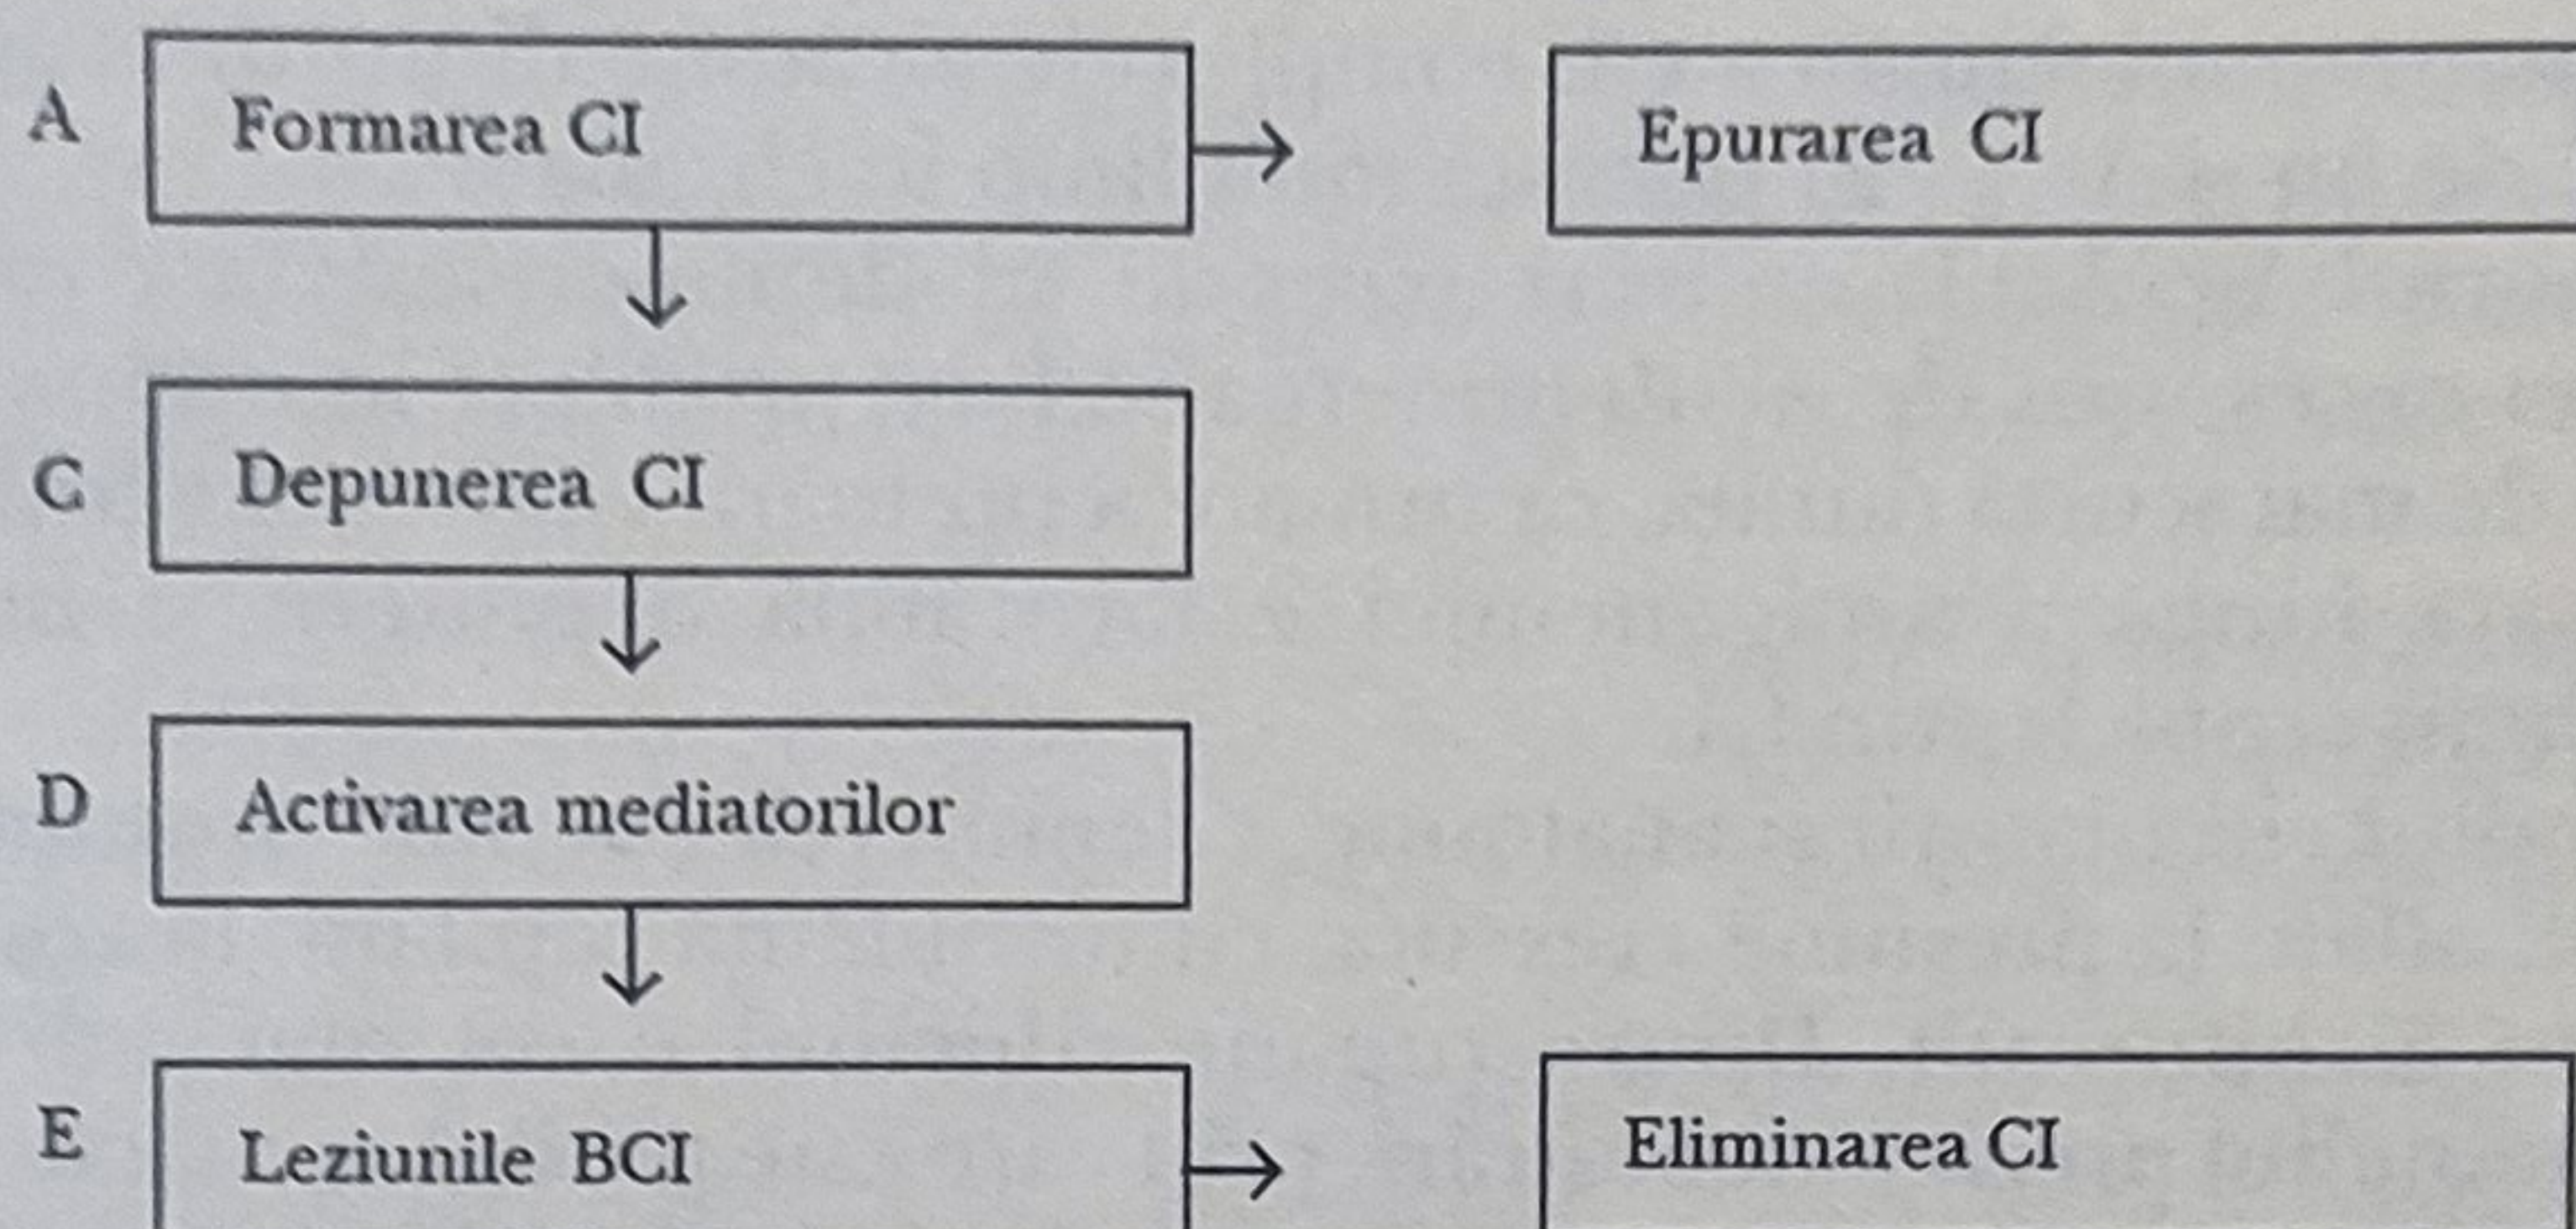 A Formarea CI Epurarea CI
C Depunerea CI
D Activarea mediatorilor
E Leziunile BCI Eliminarea CI